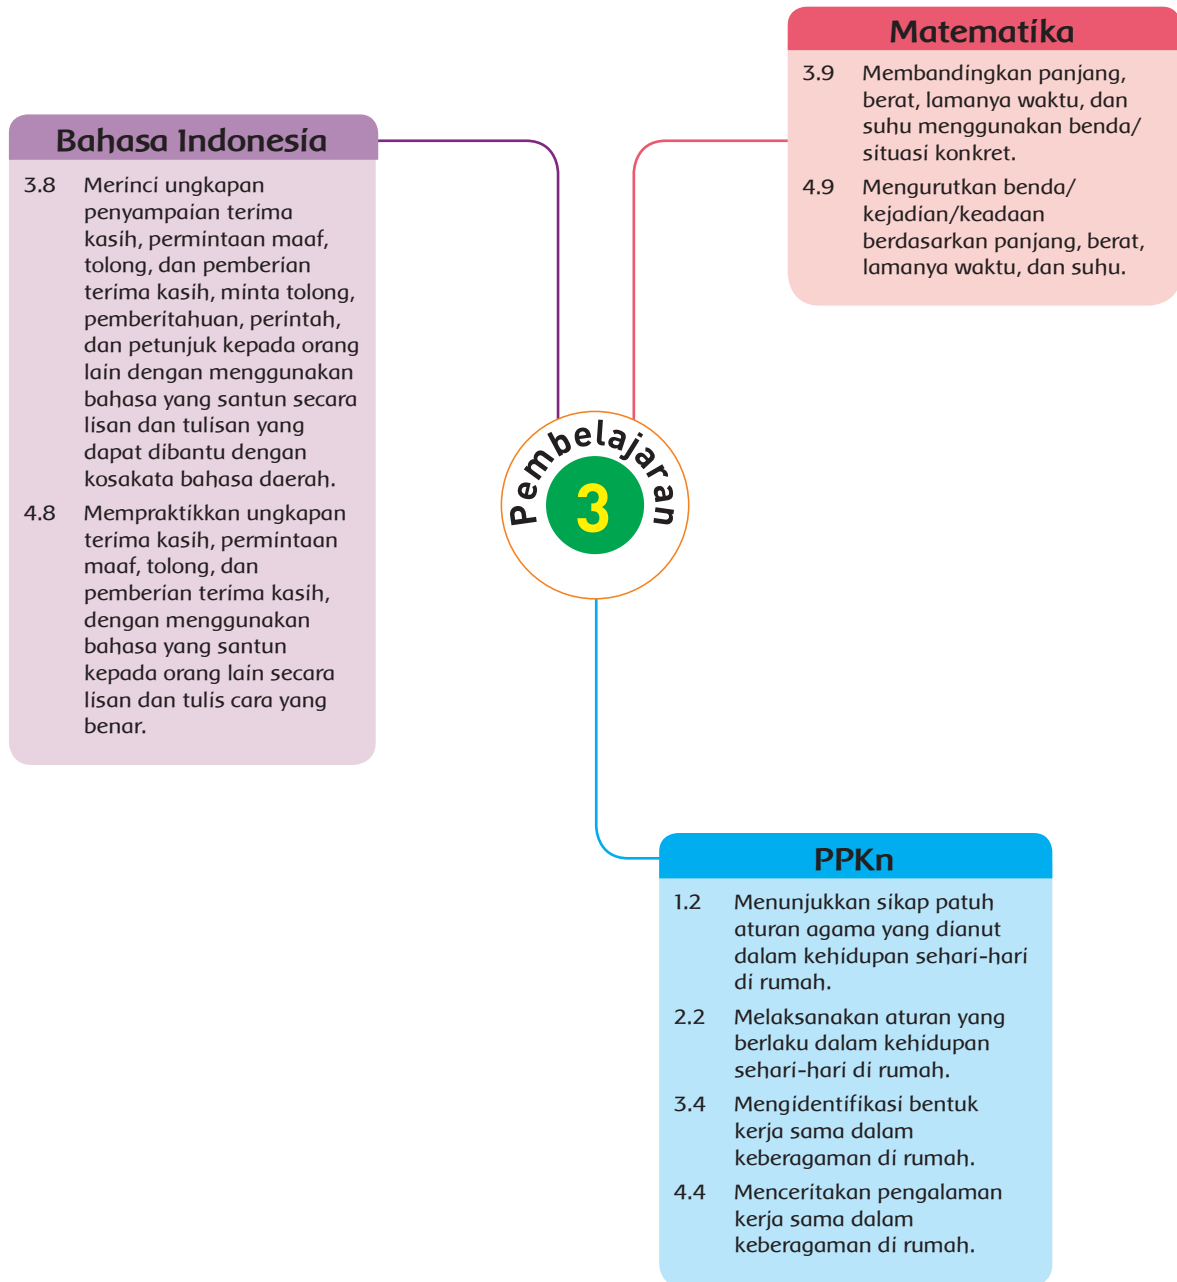 Matematika
3.9 Membandingkan panjang,
berat, lamanya waktu, dan
suhu menggunakan benda/
situasi konkret.
4.9 Mengurutkan benda/
kejadian/keadaan
berdasarkan panjang, berat,
lamanya waktu, dan suhu.
Bahasa Indonesia
3.8 Merinci ungkapan
penyampaian terima
kasih, permintaan maaf,
tolong, dan pemberian
terima kasih, minta tolong,
pemberitahuan, perintah,
dan petunjuk kepada orang
lain dengan menggunakan
bahasa yang santun secara
lisan dan tulisan yang
dapat dibantu dengan
kosakata bahasa daerah.
4.8 Mempraktikkan ungkapan
terima kasih, permintaan
maaf, tolong, dan
pemberian terima kasih,
dengan menggunakan
bahasa yang santun
kepada orang lain secara
lisan dan tulis cara yang
benar.
Pembelajaran
3
PPKn
1.2 Menunjukkan sikap patuh
aturan agama yang dianut
dalam kehidupan sehari-hari
di rumah.
2.2 Melaksanakan aturan yang
berlaku dalam kehidupan
sehari-hari di rumah.
3.4 Mengidentifikasi bentuk
kerja sama dalam
keberagaman di rumah.
4.4 Menceritakan pengalaman
kerja sama dalam
keberagaman di rumah.